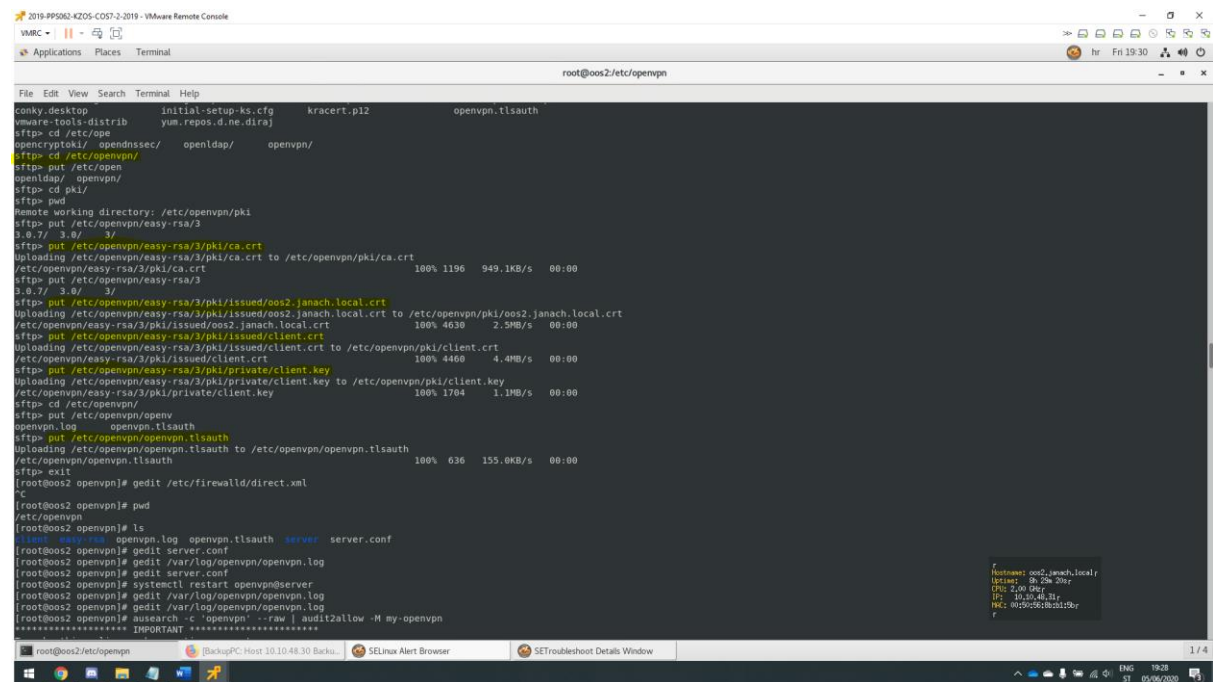 2019-PPS062-KZOS-COS7-2-2019 - VMware Remote Console
VMRC
Applications Places Terminal
hr Fri 19:30
root@oos2:/etc/openvpn
File Edit View Search Terminal Help
conky.desktop initial-setup-ks.cfg kracert.p12 openvpn.tlsauth
vmware-tools-distrib yum.repos.d.ne.diraj
sftp> cd /etc/ope
opencryptoki/ opendnssec/ openldap/ openvpn/
sftp> cd /etc/openvpn/
sftp> put /etc/open
openldap/ openvpn/
sftp> cd pki/
sftp> pwd
Remote working directory: /etc/openvpn/pki
sftp> put /etc/openvpn/easy-rsa/3
3.0.7/ 3.0/ 3/
sftp> put /etc/openvpn/easy-rsa/3/pki/ca.crt
Uploading /etc/openvpn/easy-rsa/3/pki/ca.crt to /etc/openvpn/pki/ca.crt
/etc/openvpn/easy-rsa/3/pki/ca.crt 100% 1196 949.1KB/s 00:00
sftp> put /etc/openvpn/easy-rsa/3
3.0.7/ 3.0/ 3/
sftp> put /etc/openvpn/easy-rsa/3/pki/issued/oos2.janach.local.crt
Uploading /etc/openvpn/easy-rsa/3/pki/issued/oos2.janach.local.crt to /etc/openvpn/pki/oos2.janach.local.crt
/etc/openvpn/easy-rsa/3/pki/issued/oos2.janach.local.crt 100% 4630 2.5MB/s 00:00
sftp> put /etc/openvpn/easy-rsa/3/pki/issued/client.crt
Uploading /etc/openvpn/easy-rsa/3/pki/issued/client.crt to /etc/openvpn/pki/client.crt
/etc/openvpn/easy-rsa/3/pki/issued/client.crt 100% 4460 4.4MB/s 00:00
sftp> put /etc/openvpn/easy-rsa/3/pki/private/client.key
Uploading /etc/openvpn/easy-rsa/3/pki/private/client.key to /etc/openvpn/pki/client.key
/etc/openvpn/easy-rsa/3/pki/private/client.key 100% 1704 1.1MB/s 00:00
sftp> cd /etc/openvpn/
sftp> put /etc/openvpn/openv
openvpn.log openvpn.tlsauth
sftp> put /etc/openvpn/openvpn.tlsauth
Uploading /etc/openvpn/openvpn.tlsauth to /etc/openvpn/openvpn.tlsauth
/etc/openvpn/openvpn.tlsauth 100% 636 155.0KB/s 00:00
sftp> exit
[root@oos2 openvpn]# gedit /etc/firewalld/direct.xml
^C
[root@oos2 openvpn]# pwd
/etc/openvpn
[root@oos2 openvpn]# ls
client easy-rsa openvpn.log openvpn.tlsauth server server.conf
[root@oos2 openvpn]# gedit server.conf
[root@oos2 openvpn]# gedit /var/log/openvpn/openvpn.log
[root@oos2 openvpn]# gedit server.conf
[root@oos2 openvpn]# systemctl restart openvpn@server
[root@oos2 openvpn]# gedit /var/log/openvpn/openvpn.log
[root@oos2 openvpn]# gedit /var/log/openvpn/openvpn.log
[root@oos2 openvpn]# ausearch -c 'openvpn' --raw | audit2allow -M my-openvpn
******************** IMPORTANT ***********************
Hostname: oos2.janach.local
Uptime: 8h 29m 20s
CPU: 2,00 GHz
IP: 10.10.48.31
MAC: 00:50:56:8b:b1:5b
root@oos2:/etc/openvpn [BackupPC: Host 10.10.48.30 Backu... SELinux Alert Browser SETroubleshoot Details Window 1/4
ENG 19:28
ST 05/06/2020